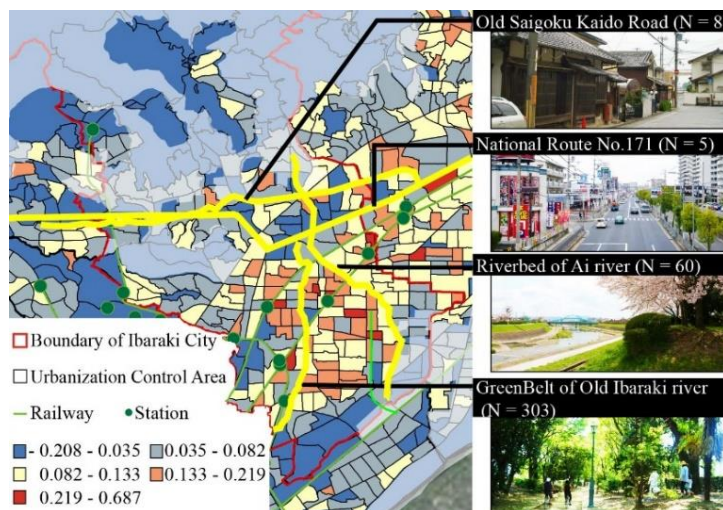 Old Saigoku Kaido Road (N = 8
National Route No.171 (N = 5)
Riverbed of Ai river (N = 60)
GreenBelt of Old Ibaraki river
(N = 303)
Boundary of Ibaraki City
Urbanization Control Area
Railway Station
- 0.208 - 0.035 0.035 - 0.082
0.082 - 0.133 0.133 - 0.219
0.219 - 0.687